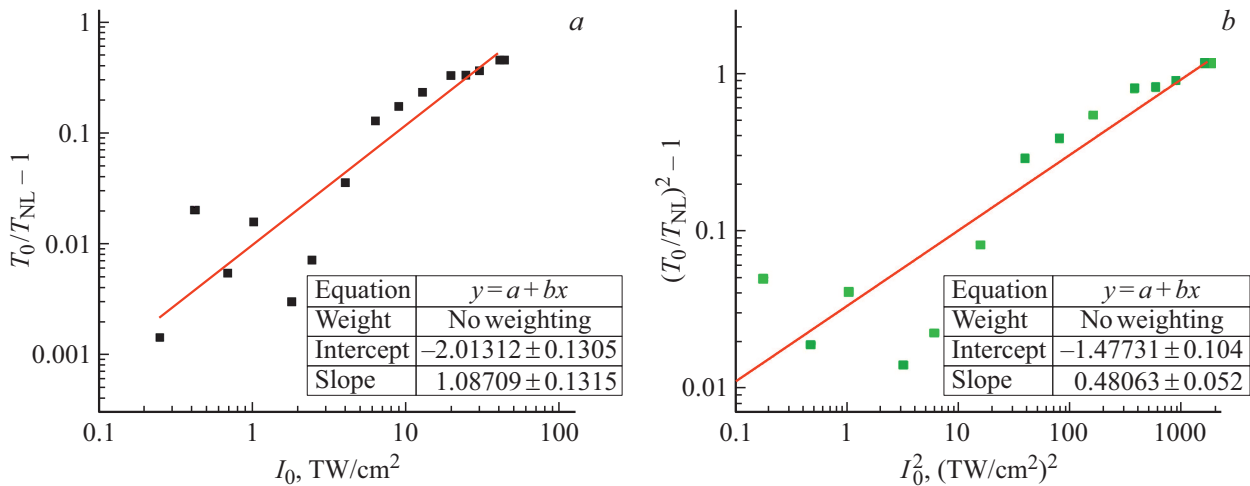 a
1
0.1
0.01
0.001
T₀/T_NL – 1
Equation y = a + bx
Weight No weighting
Intercept –2.01312 ± 0.1305
Slope 1.08709 ± 0.1315
0.1 1 10 100
I₀, TW/cm²
b
1
0.1
0.01
(T₀/T_NL)² – 1
Equation y = a + bx
Weight No weighting
Intercept –1.47731 ± 0.104
Slope 0.48063 ± 0.052
0.1 1 10 100 1000
I₀², (TW/cm²)²